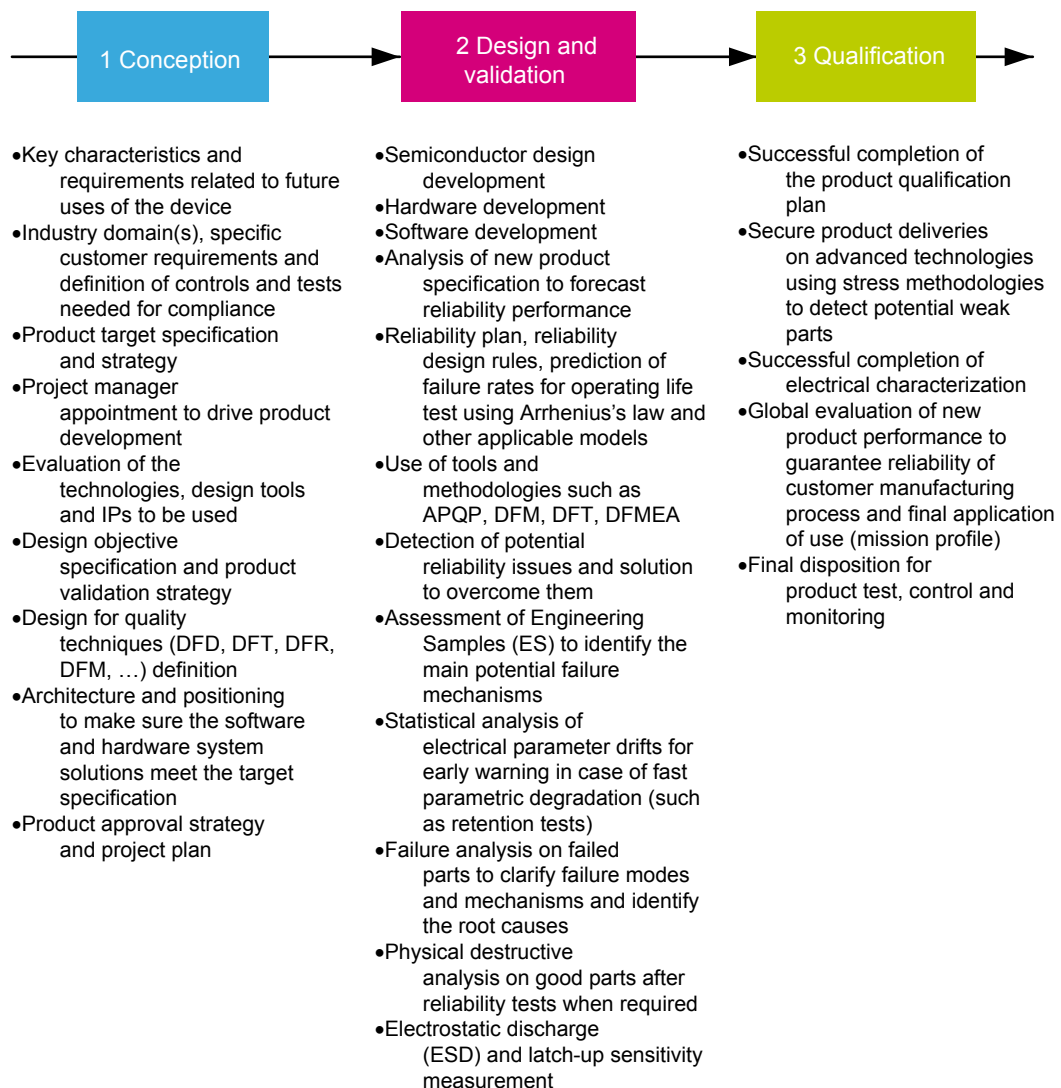 1 Conception
2 Design and
validation
3 Qualification
•Key characteristics and
requirements related to future
uses of the device
•Industry domain(s), specific
customer requirements and
definition of controls and tests
needed for compliance
•Product target specification
and strategy
•Project manager
appointment to drive product
development
•Evaluation of the
technologies, design tools
and IPs to be used
•Design objective
specification and product
validation strategy
•Design for quality
techniques (DFD, DFT, DFR,
DFM, …) definition
•Architecture and positioning
to make sure the software
and hardware system
solutions meet the target
specification
•Product approval strategy
and project plan
•Semiconductor design
development
•Hardware development
•Software development
•Analysis of new product
specification to forecast
reliability performance
•Reliability plan, reliability
design rules, prediction of
failure rates for operating life
test using Arrhenius’s law and
other applicable models
•Use of tools and
methodologies such as
APQP, DFM, DFT, DFMEA
•Detection of potential
reliability issues and solution
to overcome them
•Assessment of Engineering
Samples (ES) to identify the
main potential failure
mechanisms
•Statistical analysis of
electrical parameter drifts for
early warning in case of fast
parametric degradation (such
as retention tests)
•Failure analysis on failed
parts to clarify failure modes
and mechanisms and identify
the root causes
•Physical destructive
analysis on good parts after
reliability tests when required
•Electrostatic discharge
(ESD) and latch-up sensitivity
measurement
•Successful completion of
the product qualification
plan
•Secure product deliveries
on advanced technologies
using stress methodologies
to detect potential weak
parts
•Successful completion of
electrical characterization
•Global evaluation of new
product performance to
guarantee reliability of
customer manufacturing
process and final application
of use (mission profile)
•Final disposition for
product test, control and
monitoring